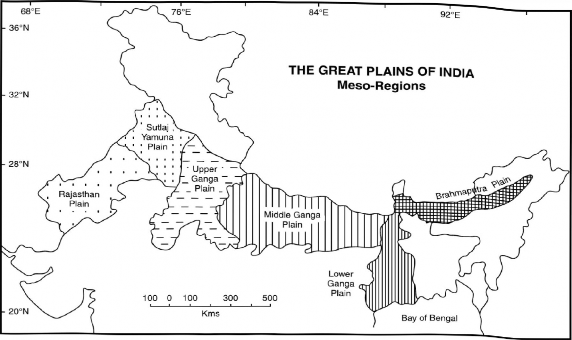 68°E
76°E
84°E
92°E
36°N
THE GREAT PLAINS OF INDIA
Meso-Regions
32°N
Sutlaj
Yamuna
Plain
28°N
Upper
Ganga
Plain
Rajasthan
Plain
Middle Ganga
Plain
Brahmaputra Plain
Lower
Ganga
Plain
100 0 100 300 500
Kms
20°N
Bay of Bengal